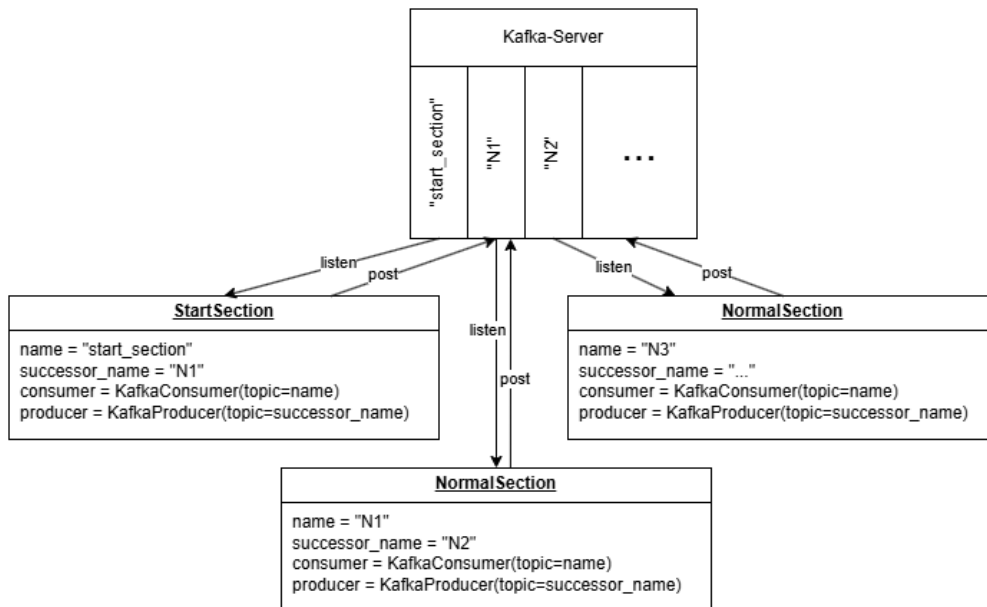 Kafka-Server
"start_section"
"N1"
"N2"
...
listen
post
listen
post
listen
post
StartSection
name = "start_section"
successor_name = "N1"
consumer = KafkaConsumer(topic=name)
producer = KafkaProducer(topic=successor_name)
NormalSection
name = "N3"
successor_name = "..."
consumer = KafkaConsumer(topic=name)
producer = KafkaProducer(topic=successor_name)
NormalSection
name = "N1"
successor_name = "N2"
consumer = KafkaConsumer(topic=name)
producer = KafkaProducer(topic=successor_name)